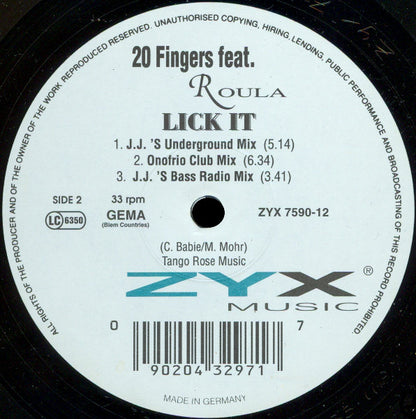 ALL RIGHTS OF THE PRODUCER AND OF THE OWNER OF THE WORK REPRODUCED RESERVED. UNAUTHORISED COPYING, HIRING, LENDING, PUBLIC PERFORMANCE AND BROADCASTING OF THIS RECORD PROHIBITED.
20 Fingers feat.
ROULA
LICK IT
1. J.J. 'S Underground Mix (5.14)
2. Onofrio Club Mix (6.34)
3. J.J. 'S Bass Radio Mix (3.41)
SIDE 2 33 rpm
LC 6350 GEMA ZYX 7590-12
(Biem Countries)
(C. Babie/M. Mohr)
Tango Rose Music
ZYX ®
MUSIC
0 7
90204 32971
MADE IN GERMANY